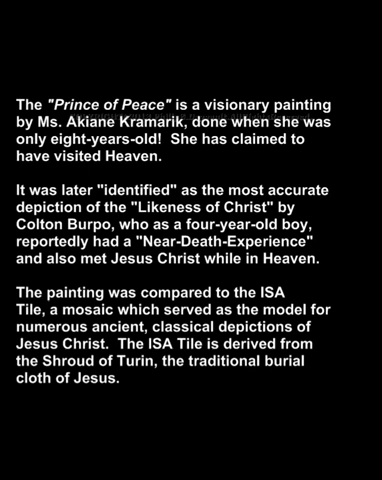 The "Prince of Peace" is a visionary painting
by Ms. Akiane Kramarik, done when she was
only eight-years-old!  She has claimed to
have visited Heaven.
It was later "identified" as the most accurate
depiction of the "Likeness of Christ" by
Colton Burpo, who as a four-year-old boy,
reportedly had a "Near-Death-Experience"
and also met Jesus Christ while in Heaven.
The painting was compared to the ISA
Tile, a mosaic which served as the model for
numerous ancient, classical depictions of
Jesus Christ.  The ISA Tile is derived from
the Shroud of Turin, the traditional burial
cloth of Jesus.